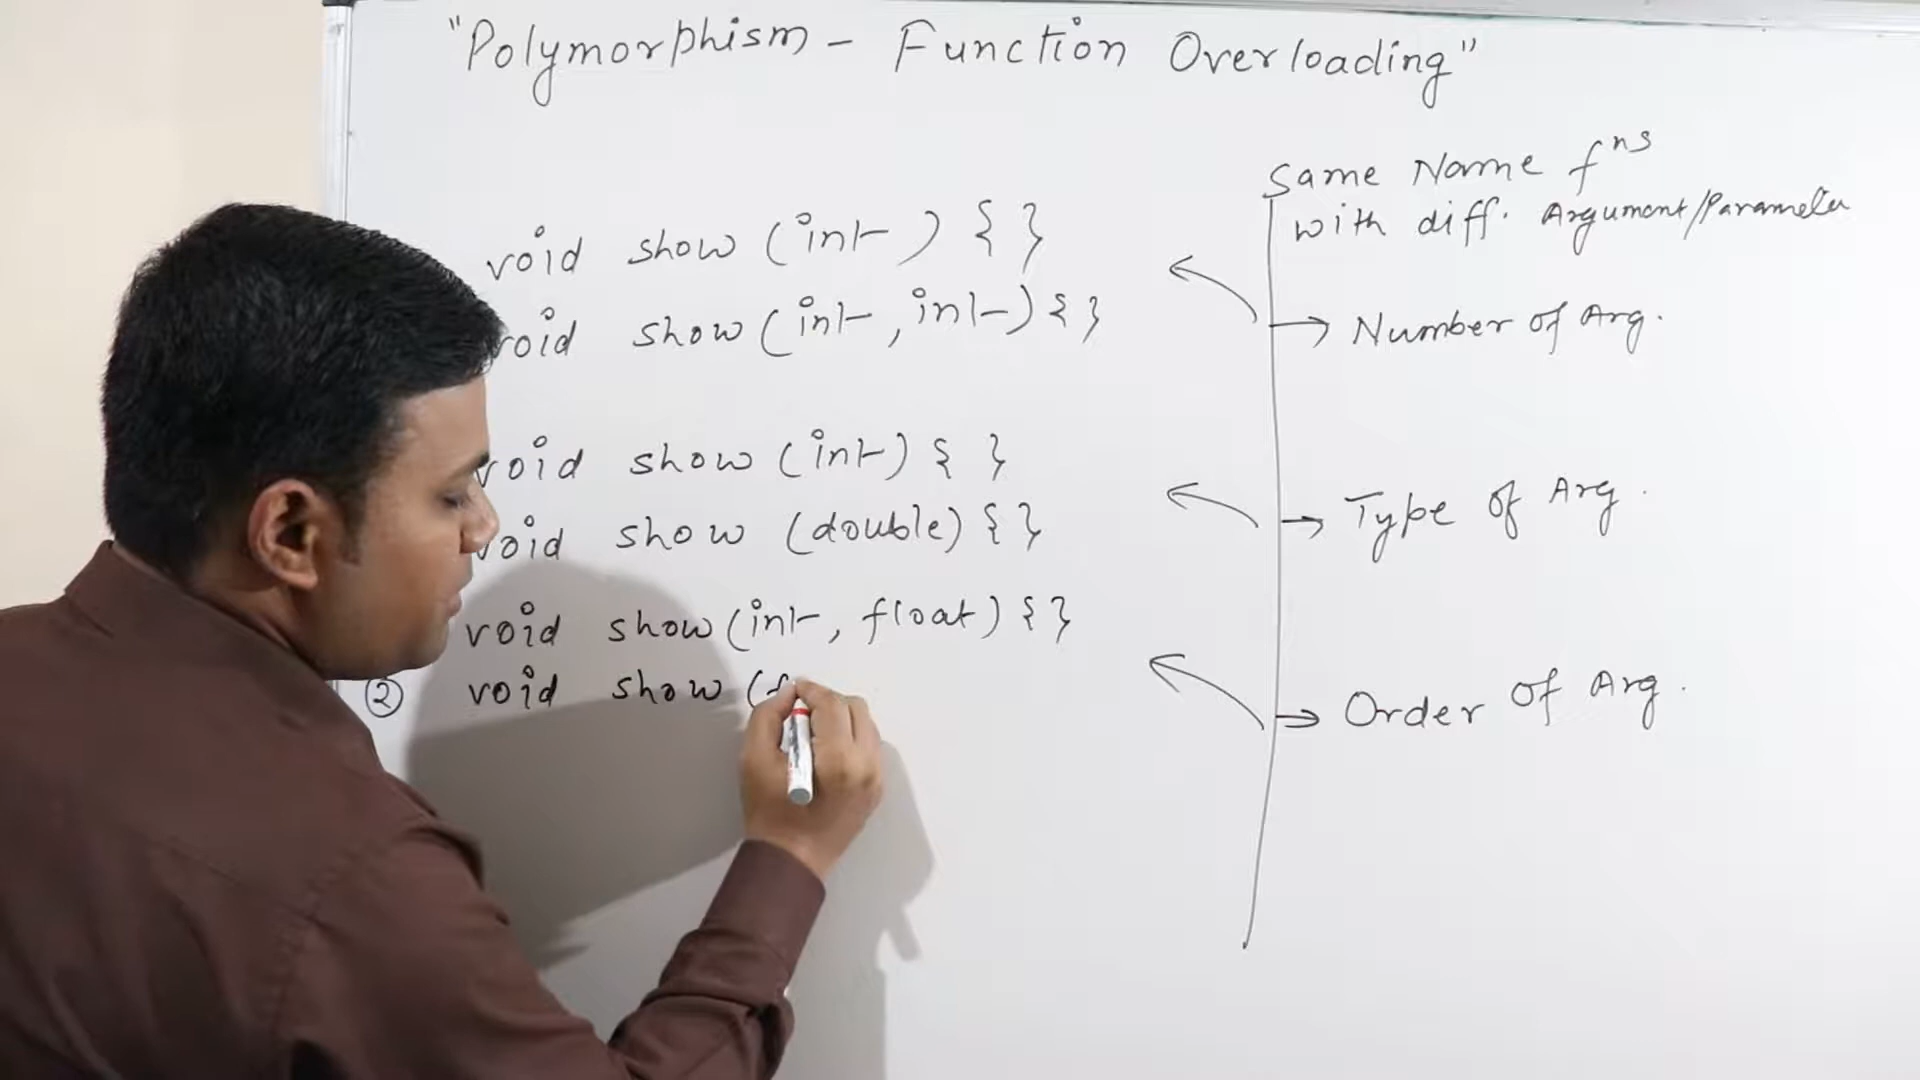 "Polymorphism - Function Overloading"
void show (int) { }
void show (int, int) { }
void show (int) { }
void show (double) { }
void show (int, float) { }
② void show (f
Same Name fⁿˢ
with diff. Argument/Parameter
→ Number of Arg.
→ Type of Arg.
→ Order of Arg.